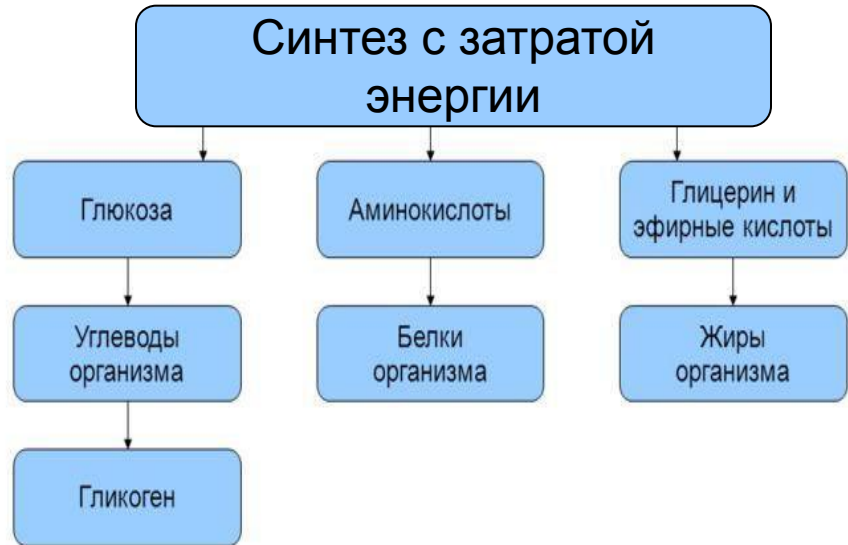 Синтез с затратой
энергии
Глюкоза
Аминокислоты
Глицерин и
эфирные кислоты
Углеводы
организма
Белки
организма
Жиры
организма
Гликоген